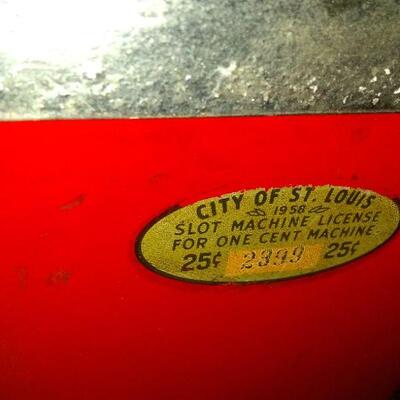 CITY OF ST. LOUIS
1958
SLOT MACHINE LICENSE
FOR ONE CENT MACHINE
25¢ 2399 25¢